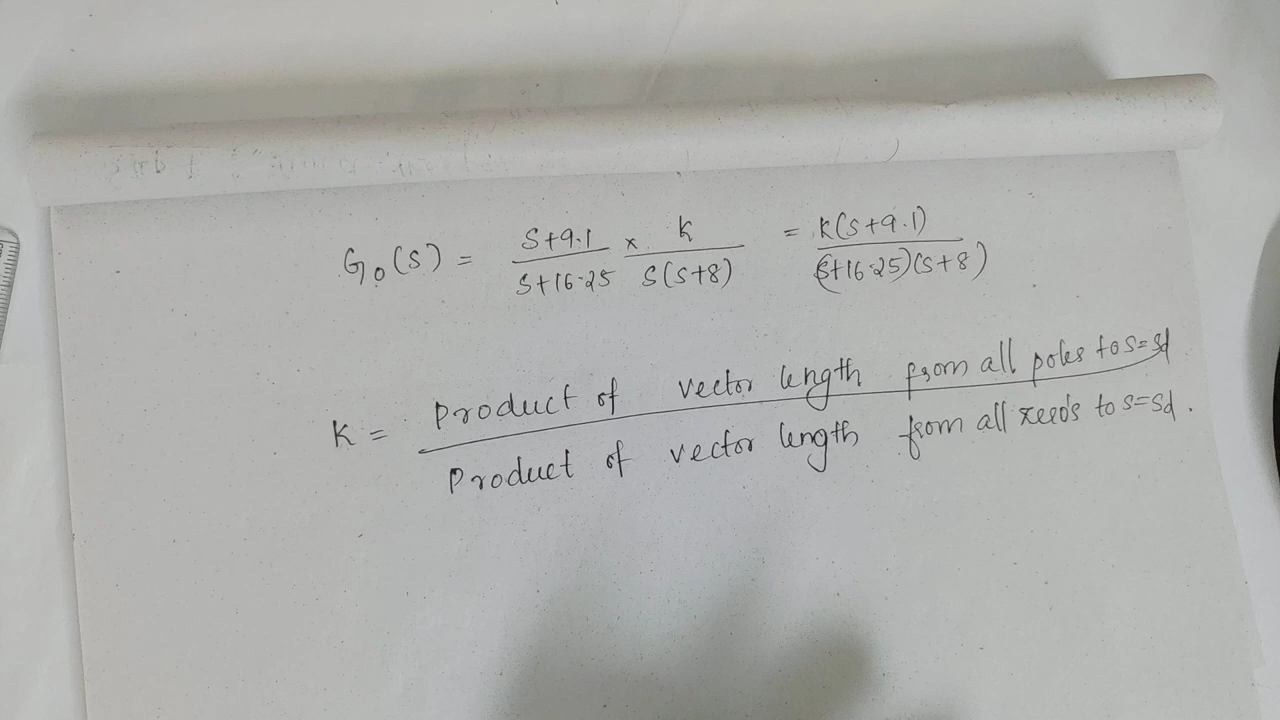 G₀(s) = (s+9.1)/(s+16.25) × k/(s(s+8)) = k(s+9.1)/((s+16.25)(s+8))
K = Product of vector length from all poles to s=sd
Product of vector length from all zero's to s=sd.